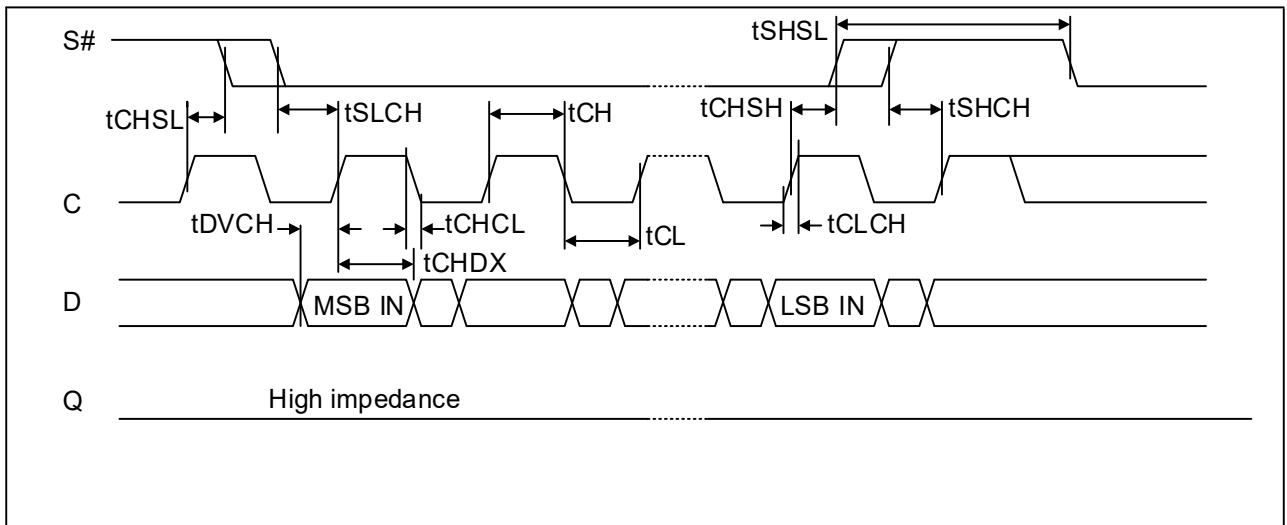 S#
tSHSL
tCHSL
tSLCH
tCH
tCHSH
tSHCH
C
tDVCH
tCHCL
tCL
tCLCH
tCHDX
D
MSB IN
LSB IN
Q
High impedance